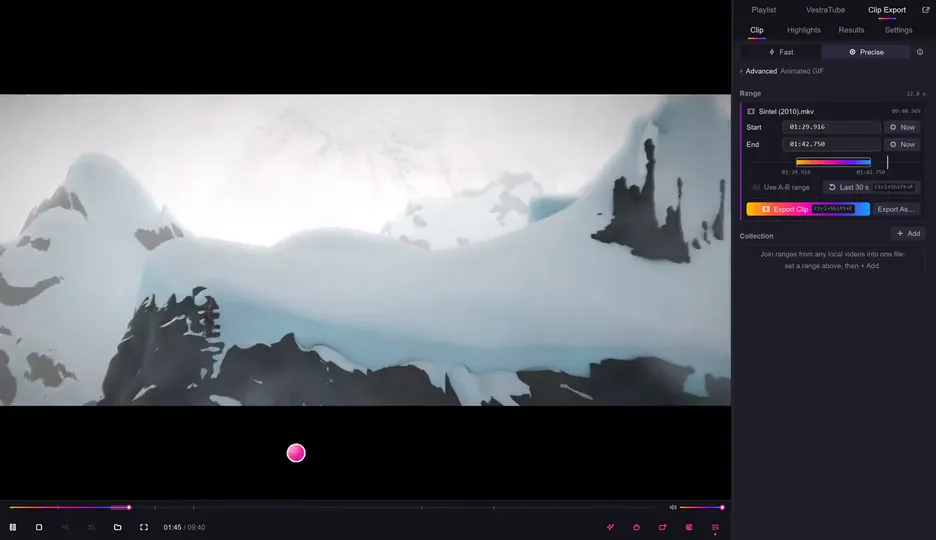 Playlist VestraTube Clip Export
Clip Highlights Results Settings
Fast Precise
Advanced Animated GIF
Range 12.8 s
Sintel (2010).mkv 09:40.365
Start 01:29.916 Now
End 01:42.750 Now
01:29.916 01:42.750
Use A-B range Last 30 s Ctrl+Shift+R
Export Clip Ctrl+Shift+E Export As…
Collection + Add
Join ranges from any local videos into one file:
set a range above, then + Add.
01:45 / 09:40